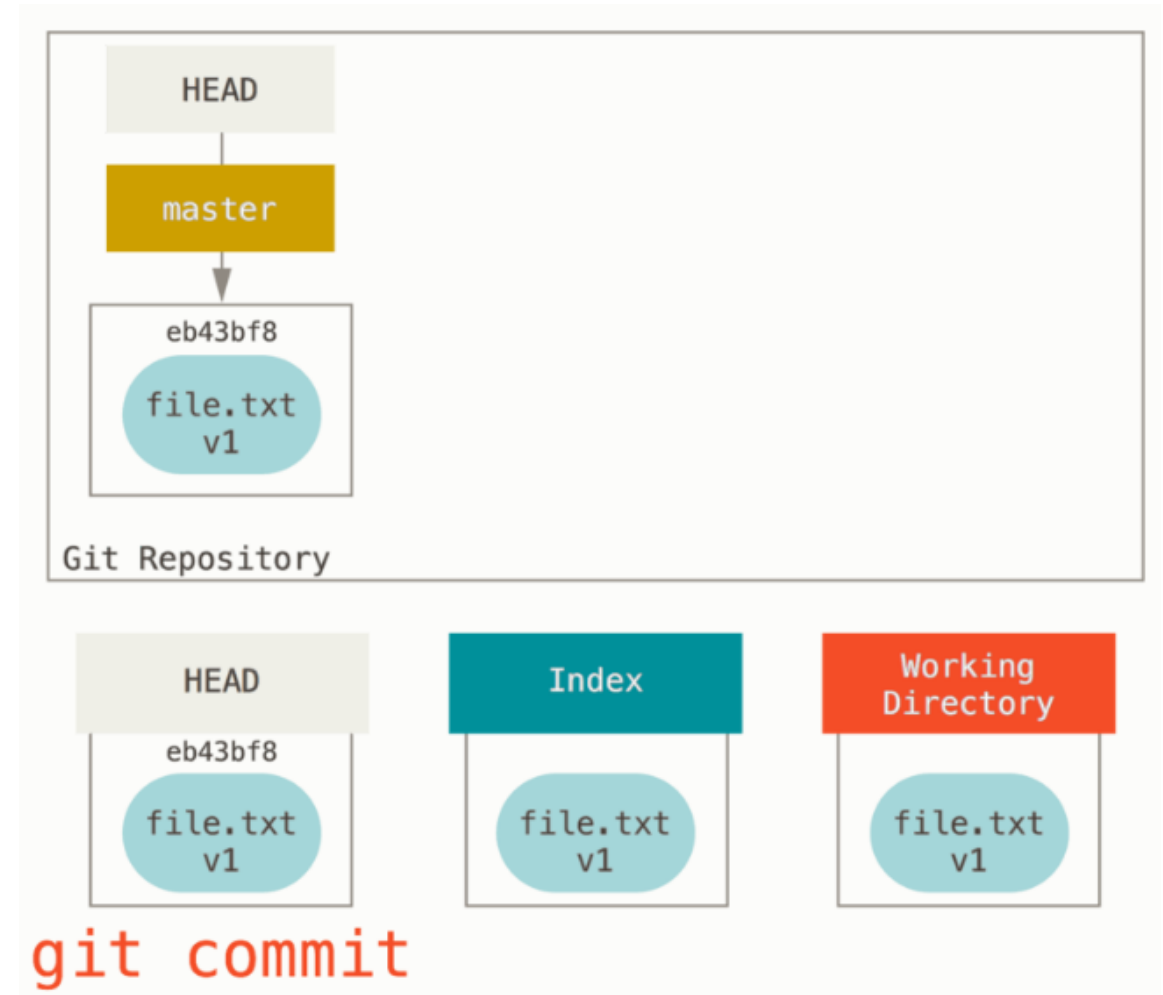 HEAD
master
eb43bf8
file.txt
v1
Git Repository
HEAD
eb43bf8
file.txt
v1
Index
file.txt
v1
Working
Directory
file.txt
v1
git commit